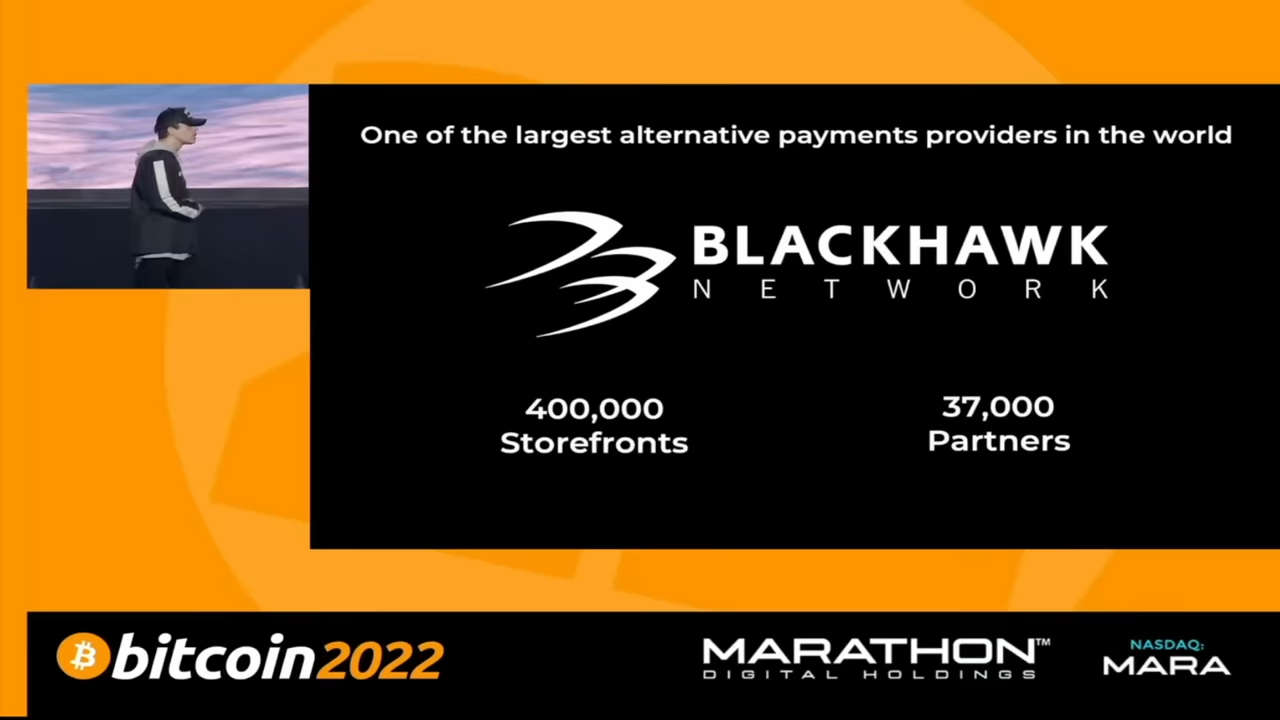 One of the largest alternative payments providers in the world
BLACKHAWK
NETWORK
400,000
Storefronts
37,000
Partners
bitcoin2022
MARATHON™
DIGITAL HOLDINGS
NASDAQ:
MARA